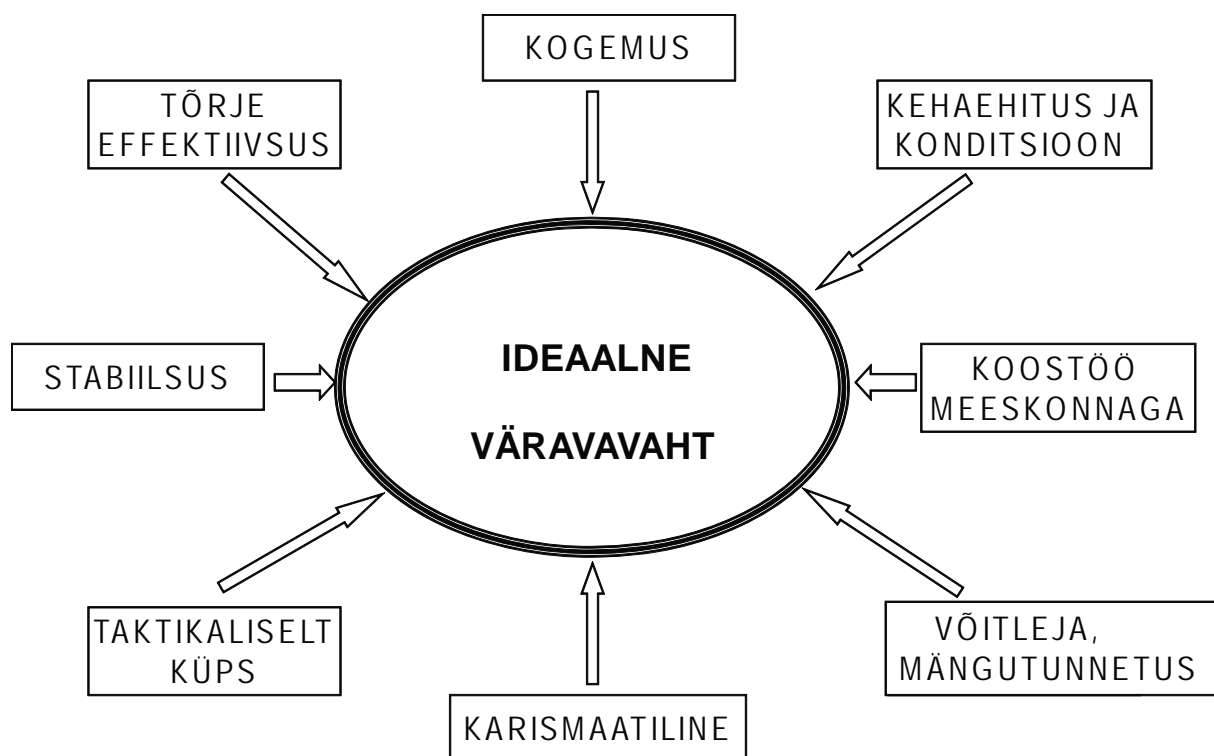 KOGEMUS
TÕRJE
EFFEKTIIVSUS
KEHAEHITUS JA
KONDITSIOON
STABIILSUS
IDEAALNE
VÄRAVAVAHT
KOOSTÖÖ
MEESKONNAGA
TAKTIKALISELT
KÜPS
VÕITLEJA,
MÄNGUTUNNETUS
KARISMAATILINE